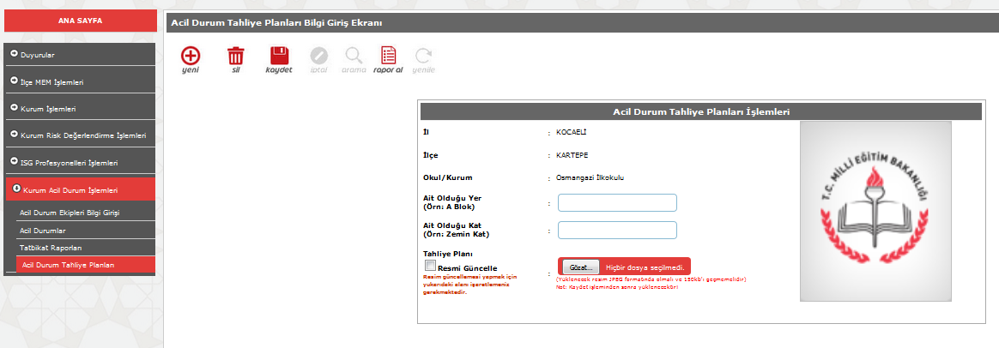 ANA SAYFA
Duyurular
İlçe MEM İşlemleri
Kurum İşlemleri
Kurum Risk Değerlendirme İşlemleri
ISG Profesyonelleri İşlemleri
Kurum Acil Durum İşlemleri
Acil Durum Ekipleri Bilgi Girişi
Acil Durumlar
Tatbikat Raporları
Acil Durum Tahliye Planları
Acil Durum Tahliye Planları Bilgi Giriş Ekranı
yeni sil kaydet iptal arama rapor al yenile
Acil Durum Tahliye Planları İşlemleri
İl : KOCAELİ
İlçe : KARTEPE
Okul/Kurum : Osmangazi İlkokulu
Ait Olduğu Yer
(Örn: A Blok) :
Ait Olduğu Kat
(Örn: Zemin Kat) :
Tahliye Planı
Resmi Güncelle
Resim güncellemesi yapmak için
yukarıdaki alanı işaretlemeniz
gerekmektedir.
: Gözat... Hiçbir dosya seçilmedi.
(Yüklenecek resim JPEG formatında olmalı ve 150kb'ı geçmemelidir)
Not: Kaydet işleminden sonra yüklenecektir!
T.C. MİLLİ EĞİTİM BAKANLIĞI